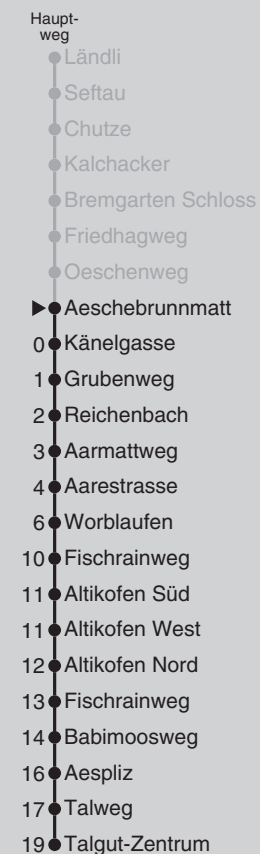 Haupt-
weg
Ländli
Seftau
Chutze
Kalchacker
Bremgarten Schloss
Friedhagweg
Oeschenweg
Aeschebrunnmatt
0 Känelgasse
1 Grubenweg
2 Reichenbach
3 Aarmattweg
4 Aarestrasse
6 Worblaufen
10 Fischrainweg
11 Altikofen Süd
11 Altikofen West
12 Altikofen Nord
13 Fischrainweg
14 Babimoosweg
16 Aespliz
17 Talweg
19 Talgut-Zentrum